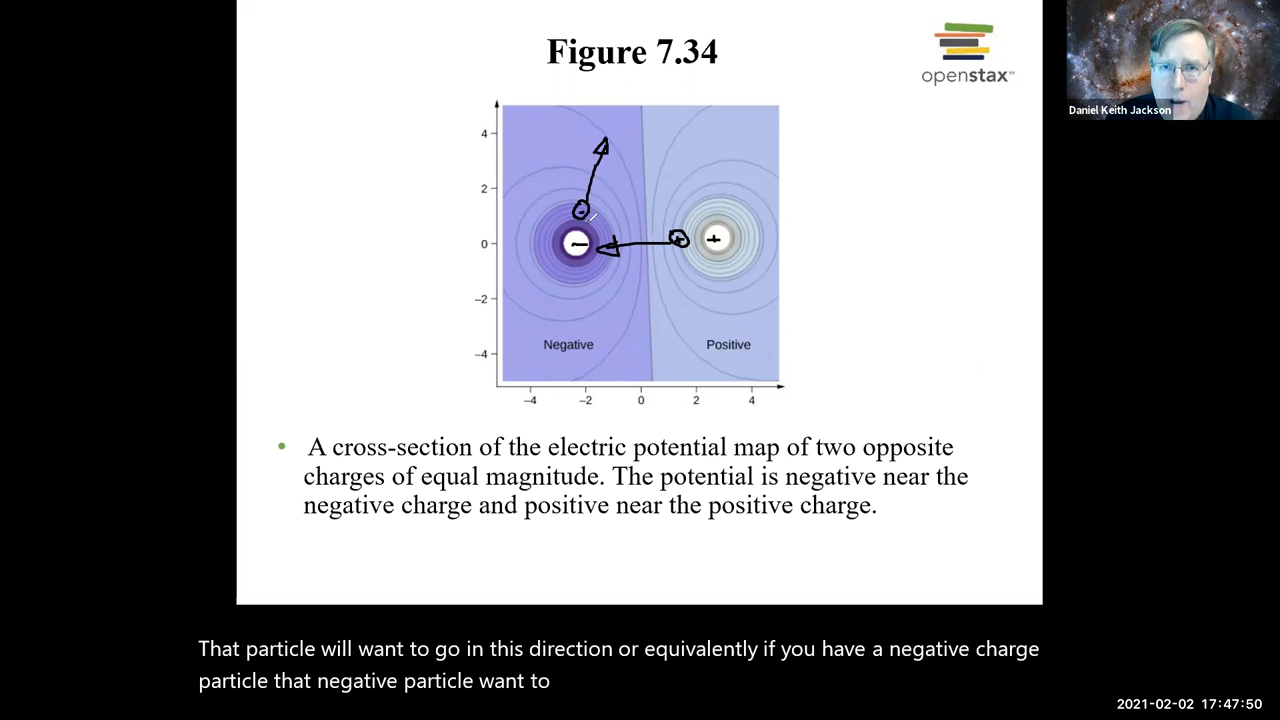 Figure 7.34
openstax™
Daniel Keith Jackson
4
2
0
−2
−4
−
+
-
+
Negative
Positive
−4
−2
0
2
4
• A cross-section of the electric potential map of two opposite
charges of equal magnitude. The potential is negative near the
negative charge and positive near the positive charge.
That particle will want to go in this direction or equivalently if you have a negative charge
particle that negative particle want to
2021-02-02 17:47:50